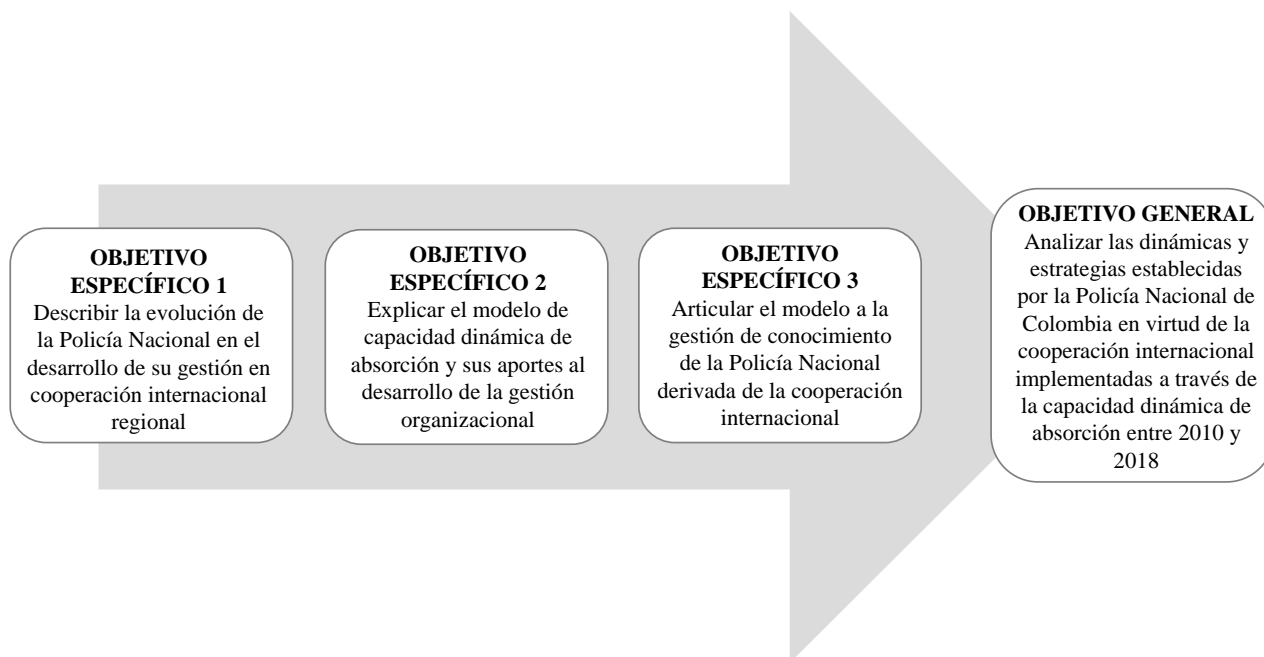 OBJETIVO
ESPECÍFICO 1
Describir la evolución de
la Policía Nacional en el
desarrollo de su gestión en
cooperación internacional
regional
OBJETIVO
ESPECÍFICO 2
Explicar el modelo de
capacidad dinámica de
absorción y sus aportes al
desarrollo de la gestión
organizacional
OBJETIVO
ESPECÍFICO 3
Articular el modelo a la
gestión de conocimiento
de la Policía Nacional
derivada de la cooperación
internacional
OBJETIVO GENERAL
Analizar las dinámicas y
estrategias establecidas
por la Policía Nacional de
Colombia en virtud de la
cooperación internacional
implementadas a través de
la capacidad dinámica de
absorción entre 2010 y
2018